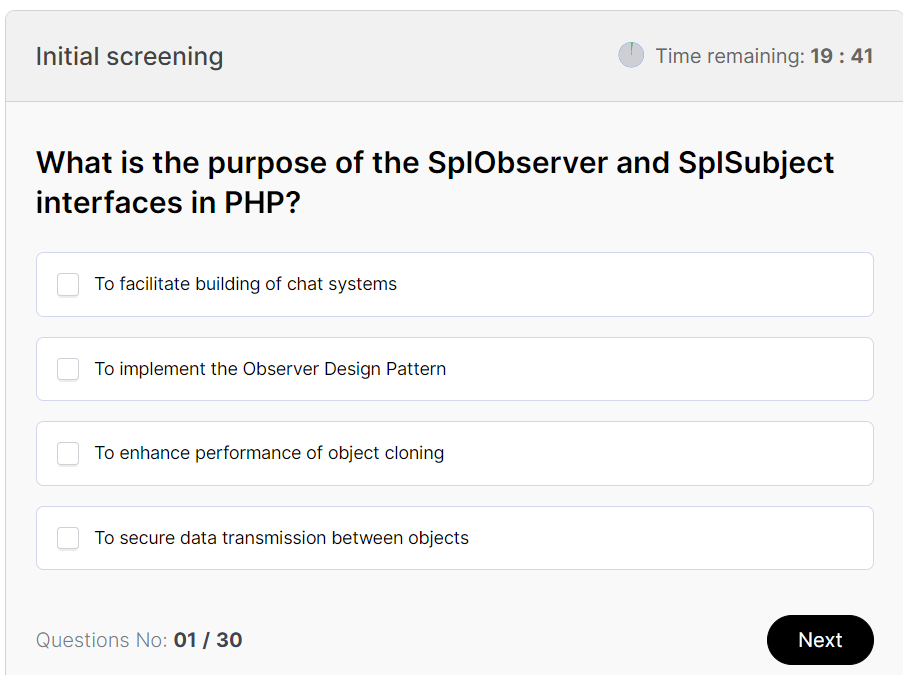 Initial screening
Time remaining: 19 : 41
What is the purpose of the SplObserver and SplSubject
interfaces in PHP?
To facilitate building of chat systems
To implement the Observer Design Pattern
To enhance performance of object cloning
To secure data transmission between objects
Questions No: 01 / 30
Next